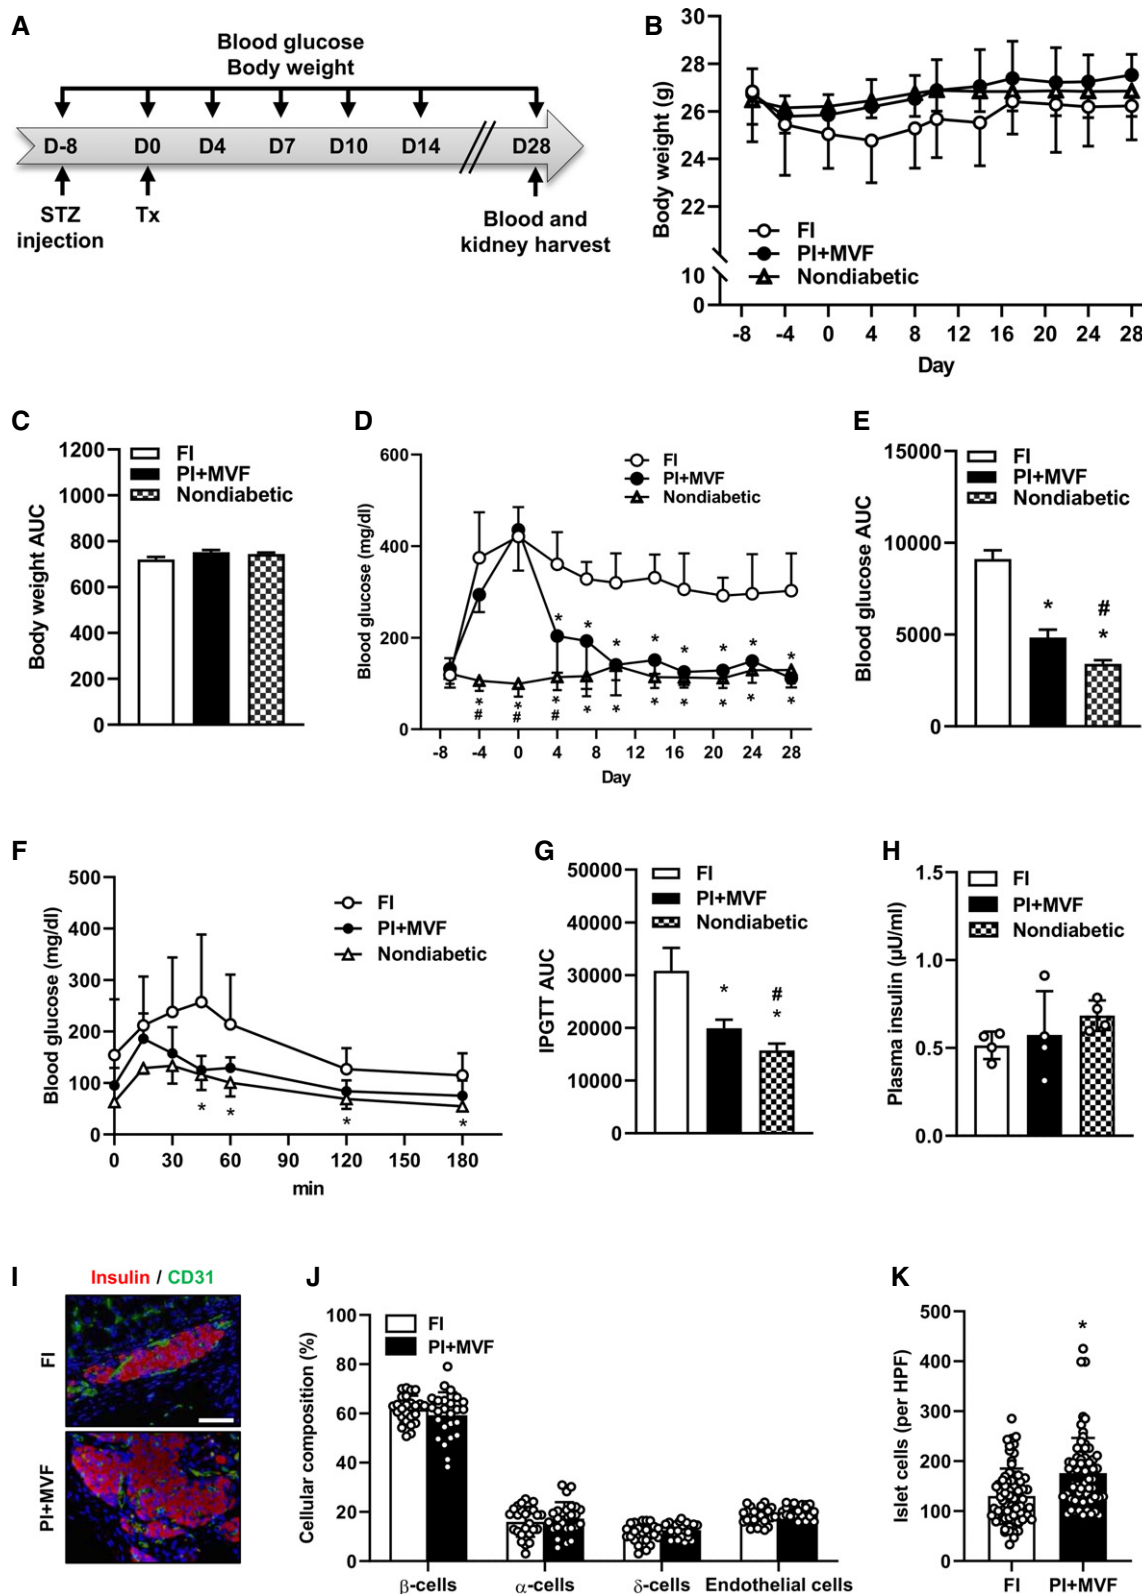 A
Blood glucose
Body weight
D-8 D0 D4 D7 D10 D14 D28
STZ
injection
Tx
Blood and
kidney harvest
B
Body weight (g)
30
28
26
24
22
10
0
FI
PI+MVF
Nondiabetic
-8 -4 0 4 8 12 16 20 24 28
Day
C
Body weight AUC
1200
1000
800
600
400
200
0
FI
PI+MVF
Nondiabetic
D
Blood glucose (mg/dl)
600
400
200
0
FI
PI+MVF
Nondiabetic
* * * * * * * *
* * * * * * * * * *
# # #
-8 -4 0 4 8 12 16 20 24 28
Day
E
Blood glucose AUC
15000
10000
5000
0
FI
PI+MVF
Nondiabetic
*
#
*
F
Blood glucose (mg/dl)
500
400
300
200
100
0
FI
PI+MVF
Nondiabetic
* * * *
0 30 60 90 120 150 180
min
G
IPGTT AUC
50000
40000
30000
20000
10000
0
FI
PI+MVF
Nondiabetic
*
#
*
H
Plasma insulin (µU/ml)
1.5
1.0
0.5
0.0
FI
PI+MVF
Nondiabetic
I
Insulin / CD31
FI
PI+MVF
J
Cellular composition (%)
100
80
60
40
20
0
FI
PI+MVF
β-cells α-cells δ-cells Endothelial cells
K
Islet cells (per HPF)
500
400
300
200
100
0
*
FI PI+MVF